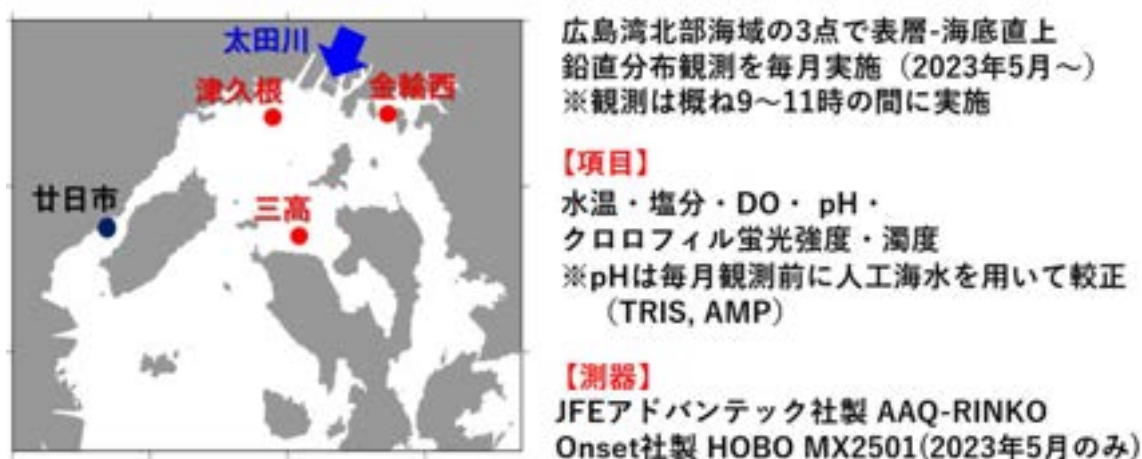 太田川
津久根
金輪西
廿日市
三高
広島湾北部海域の3点で表層-海底直上
鉛直分布観測を毎月実施（2023年5月～）
※観測は概ね9～11時の間に実施
【項目】
水温・塩分・DO・ pH・
クロロフィル蛍光強度・濁度
※pHは毎月観測前に人工海水を用いて較正
（TRIS, AMP）
【測器】
JFEアドバンテック社製 AAQ-RINKO
Onset社製 HOBO MX2501(2023年5月のみ)